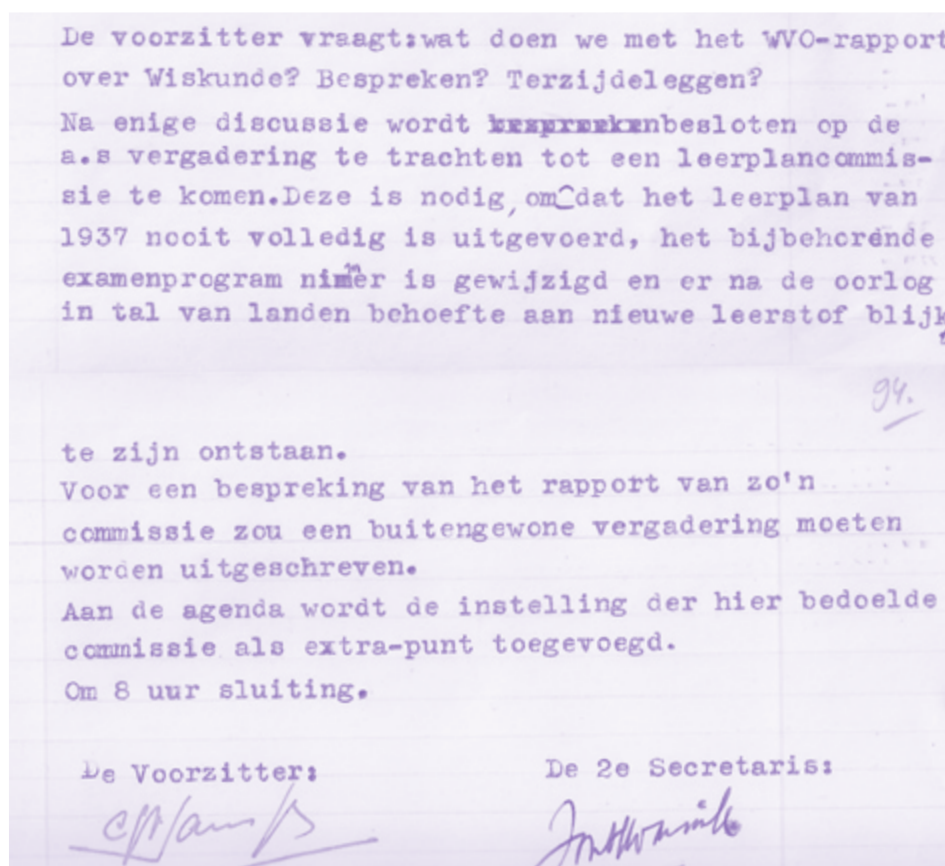 De voorzitter vraagt:wat doen we met het WVO-rapport
over Wiskunde? Bespreken? Terzijdeleggen?
Na enige discussie wordt besloten op de
a.s vergadering te trachten tot een leerplancommis-
sie te komen.Deze is nodig, omdat het leerplan van
1937 nooit volledig is uitgevoerd, het bijbehorende
examenprogram nimmer is gewijzigd en er na de oorlog
in tal van landen behoefte aan nieuwe leerstof blijkt
94.
te zijn ontstaan.
Voor een bespreking van het rapport van zo'n
commissie zou een buitengewone vergadering moeten
worden uitgeschreven.
Aan de agenda wordt de instelling der hier bedoelde
commissie als extra-punt toegevoegd.
Om 8 uur sluiting.
De Voorzitter: De 2e Secretaris: